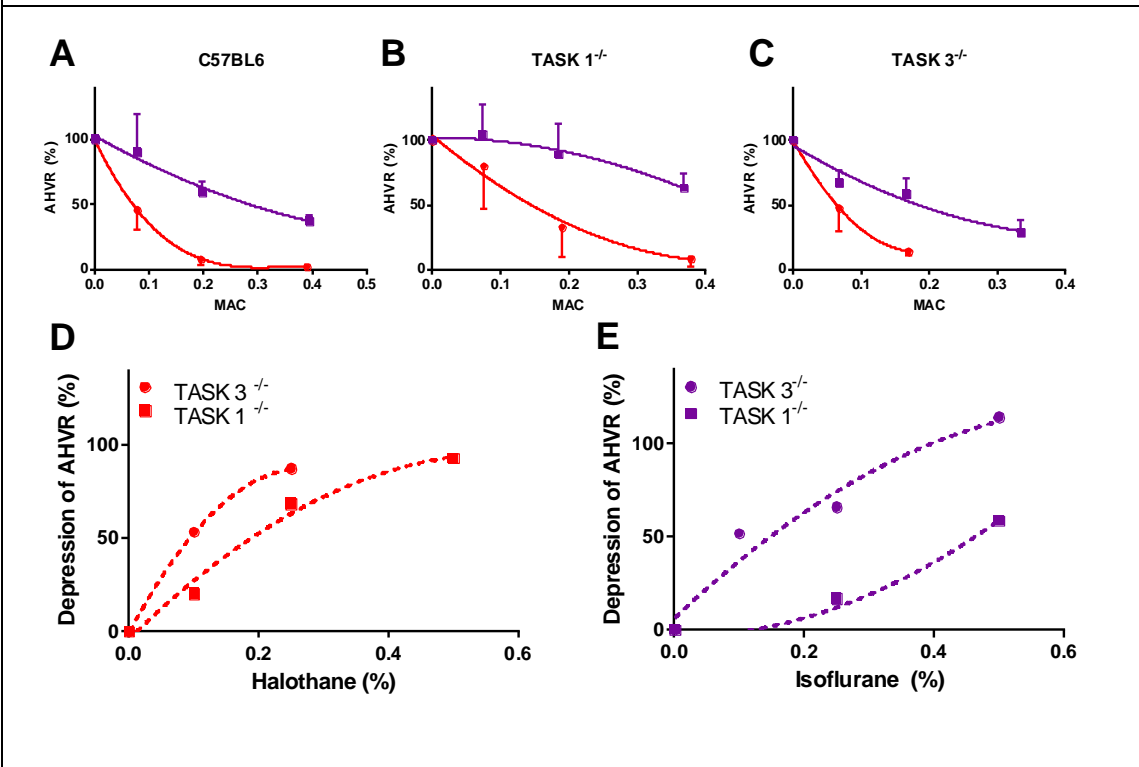 A
C57BL6
AHVR (%)
100
50
0
0.0 0.1 0.2 0.3 0.4 0.5
MAC
B
TASK 1-/-
AHVR (%)
100
50
0
0.0 0.1 0.2 0.3 0.4
MAC
C
TASK 3-/-
AHVR (%)
100
50
0
0.0 0.1 0.2 0.3 0.4
MAC
D
TASK 3 -/-
TASK 1 -/-
Depression of AHVR (%)
100
50
0
0.0 0.2 0.4 0.6
Halothane (%)
E
TASK 3-/-
TASK 1-/-
Depression of AHVR (%)
100
50
0
0.0 0.2 0.4 0.6
Isoflurane (%)